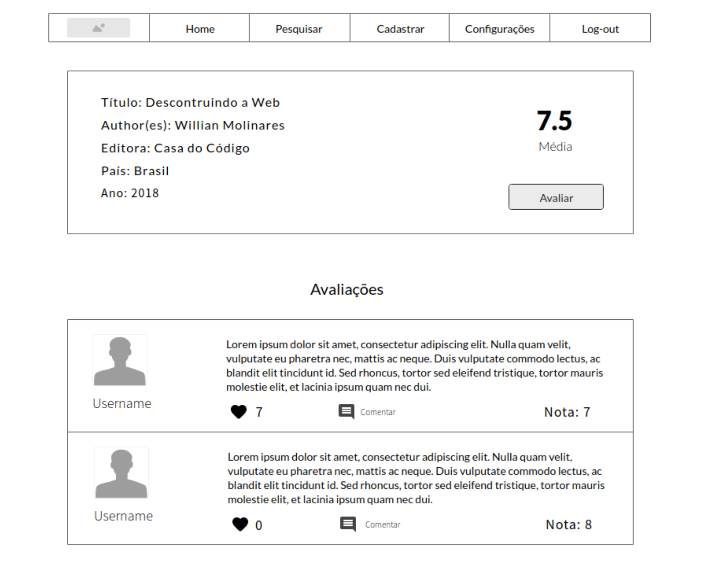 Home Pesquisar Cadastrar Configurações Log-out
Título: Descontruindo a Web
Author(es): Willian Molinares
Editora: Casa do Código
País: Brasil
Ano: 2018
7.5
Média
Avaliar
Avaliações
Username
Lorem ipsum dolor sit amet, consectetur adipiscing elit. Nulla quam velit,
vulputate eu pharetra nec, mattis ac neque. Duis vulputate commodo lectus, ac
blandit elit tincidunt id. Sed rhoncus, tortor sed eleifend tristique, tortor mauris
molestie elit, et lacinia ipsum quam nec dui.
7 Comentar Nota: 7
Username
Lorem ipsum dolor sit amet, consectetur adipiscing elit. Nulla quam velit,
vulputate eu pharetra nec, mattis ac neque. Duis vulputate commodo lectus, ac
blandit elit tincidunt id. Sed rhoncus, tortor sed eleifend tristique, tortor mauris
molestie elit, et lacinia ipsum quam nec dui.
0 Comentar Nota: 8